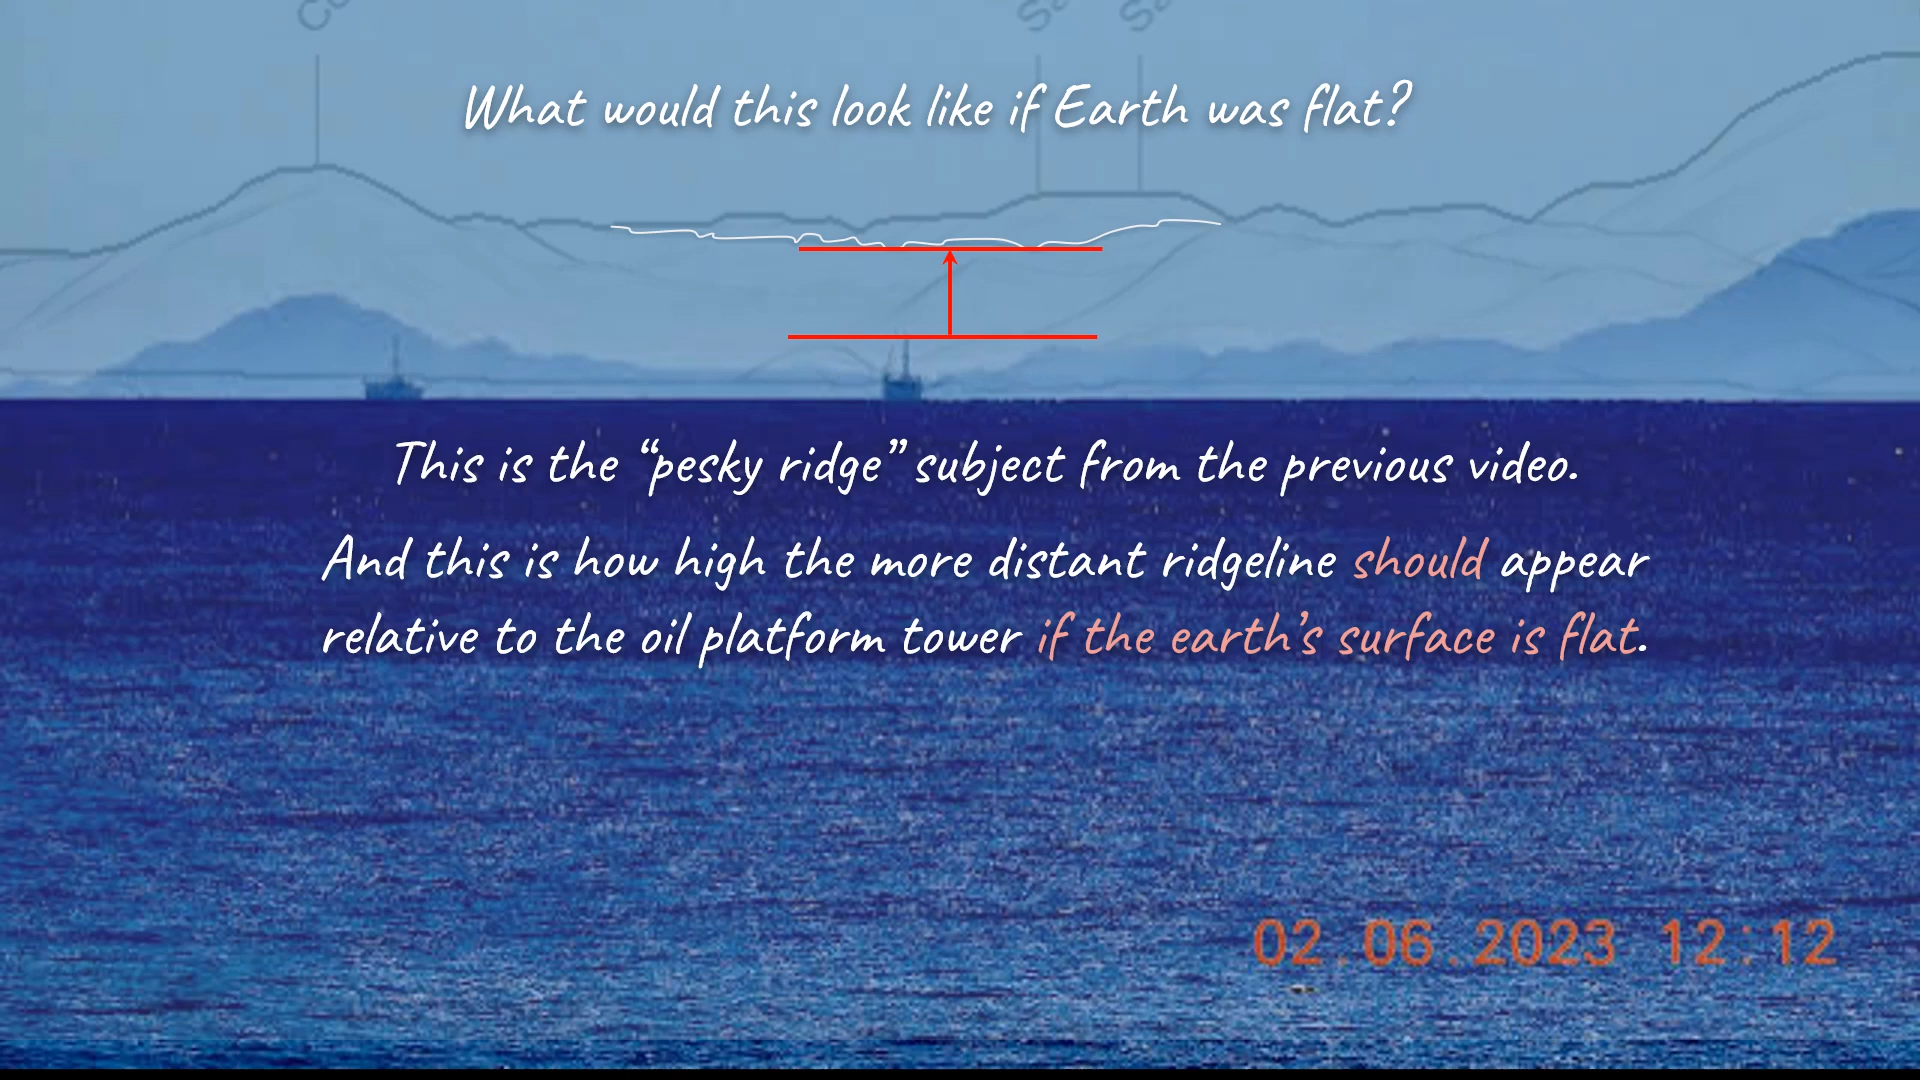 What would this look like if Earth was flat?
This is the “pesky ridge” subject from the previous video.
And this is how high the more distant ridgeline should appear
relative to the oil platform tower if the earth’s surface is flat.
02.06.2023 12:12